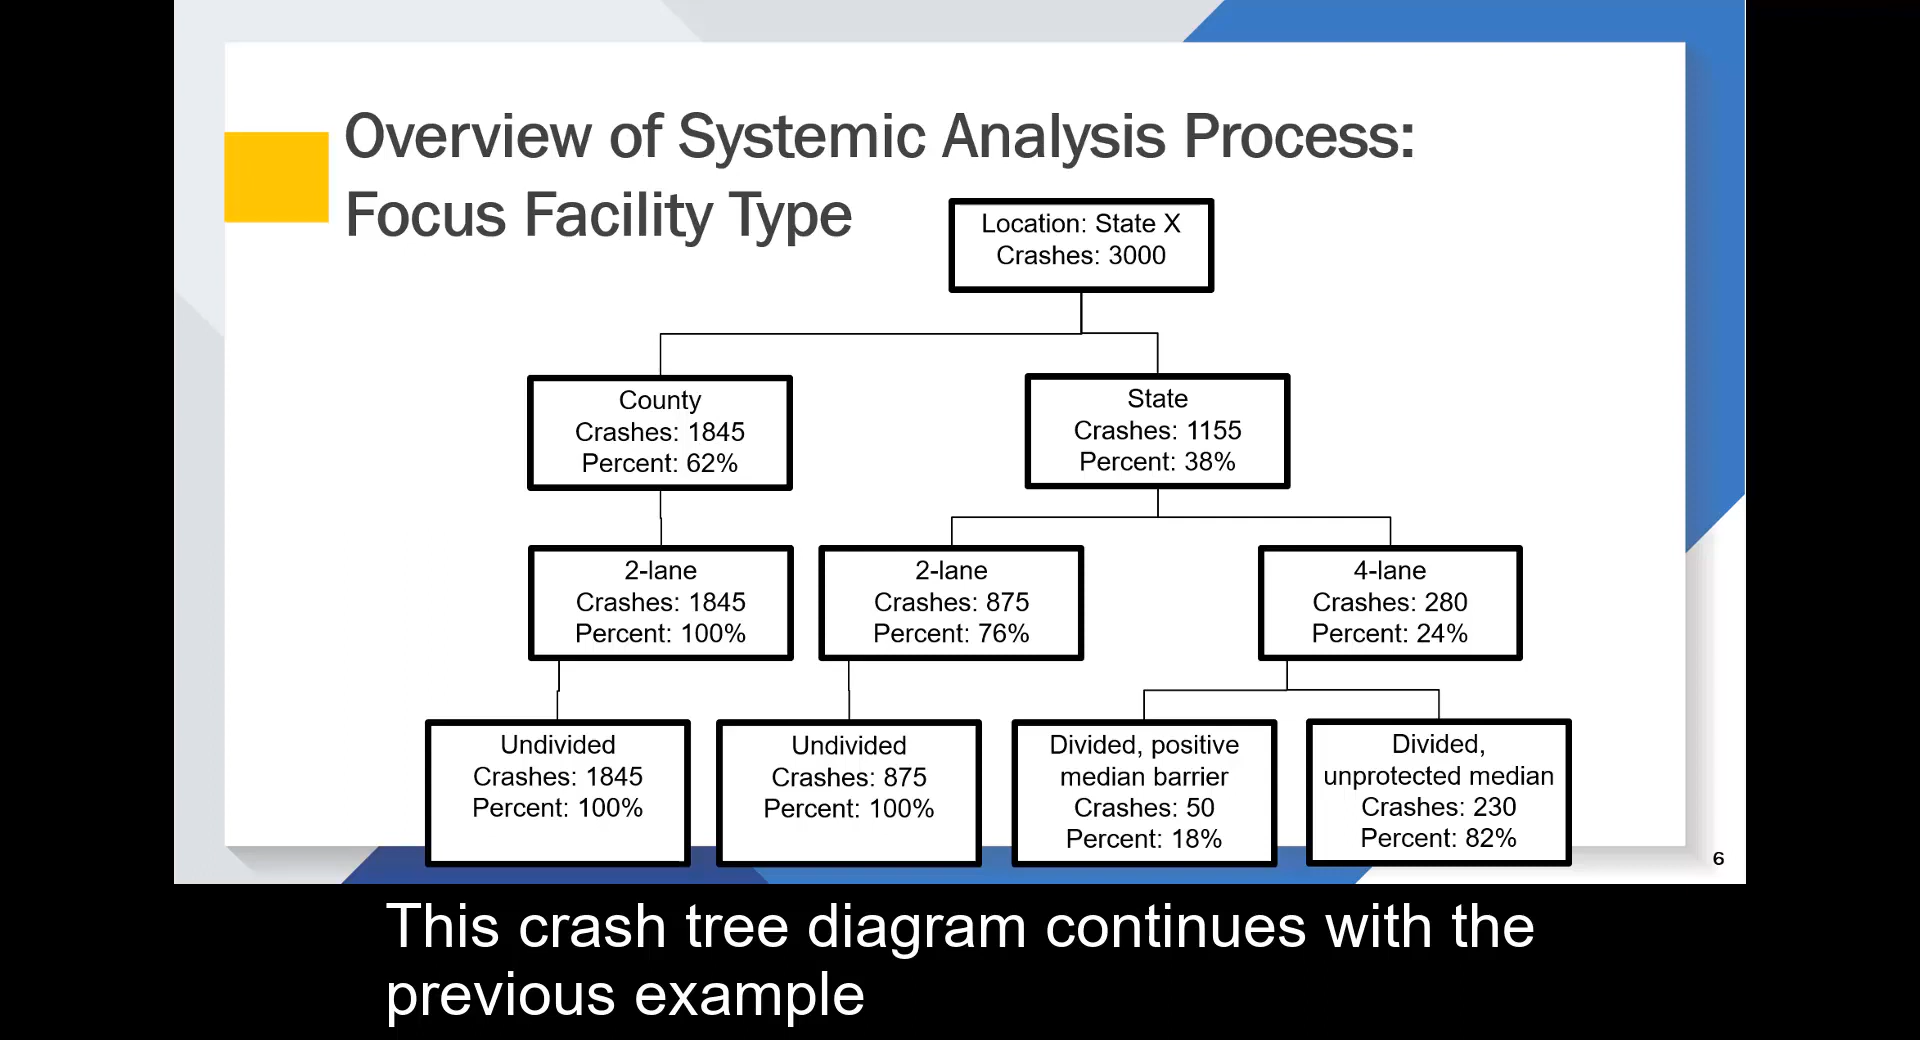 Overview of Systemic Analysis Process:
Focus Facility Type
Location: State X
Crashes: 3000
County
Crashes: 1845
Percent: 62%
State
Crashes: 1155
Percent: 38%
2-lane
Crashes: 1845
Percent: 100%
2-lane
Crashes: 875
Percent: 76%
4-lane
Crashes: 280
Percent: 24%
Undivided
Crashes: 1845
Percent: 100%
Undivided
Crashes: 875
Percent: 100%
Divided, positive
median barrier
Crashes: 50
Percent: 18%
Divided,
unprotected median
Crashes: 230
Percent: 82%
6
This crash tree diagram continues with the
previous example